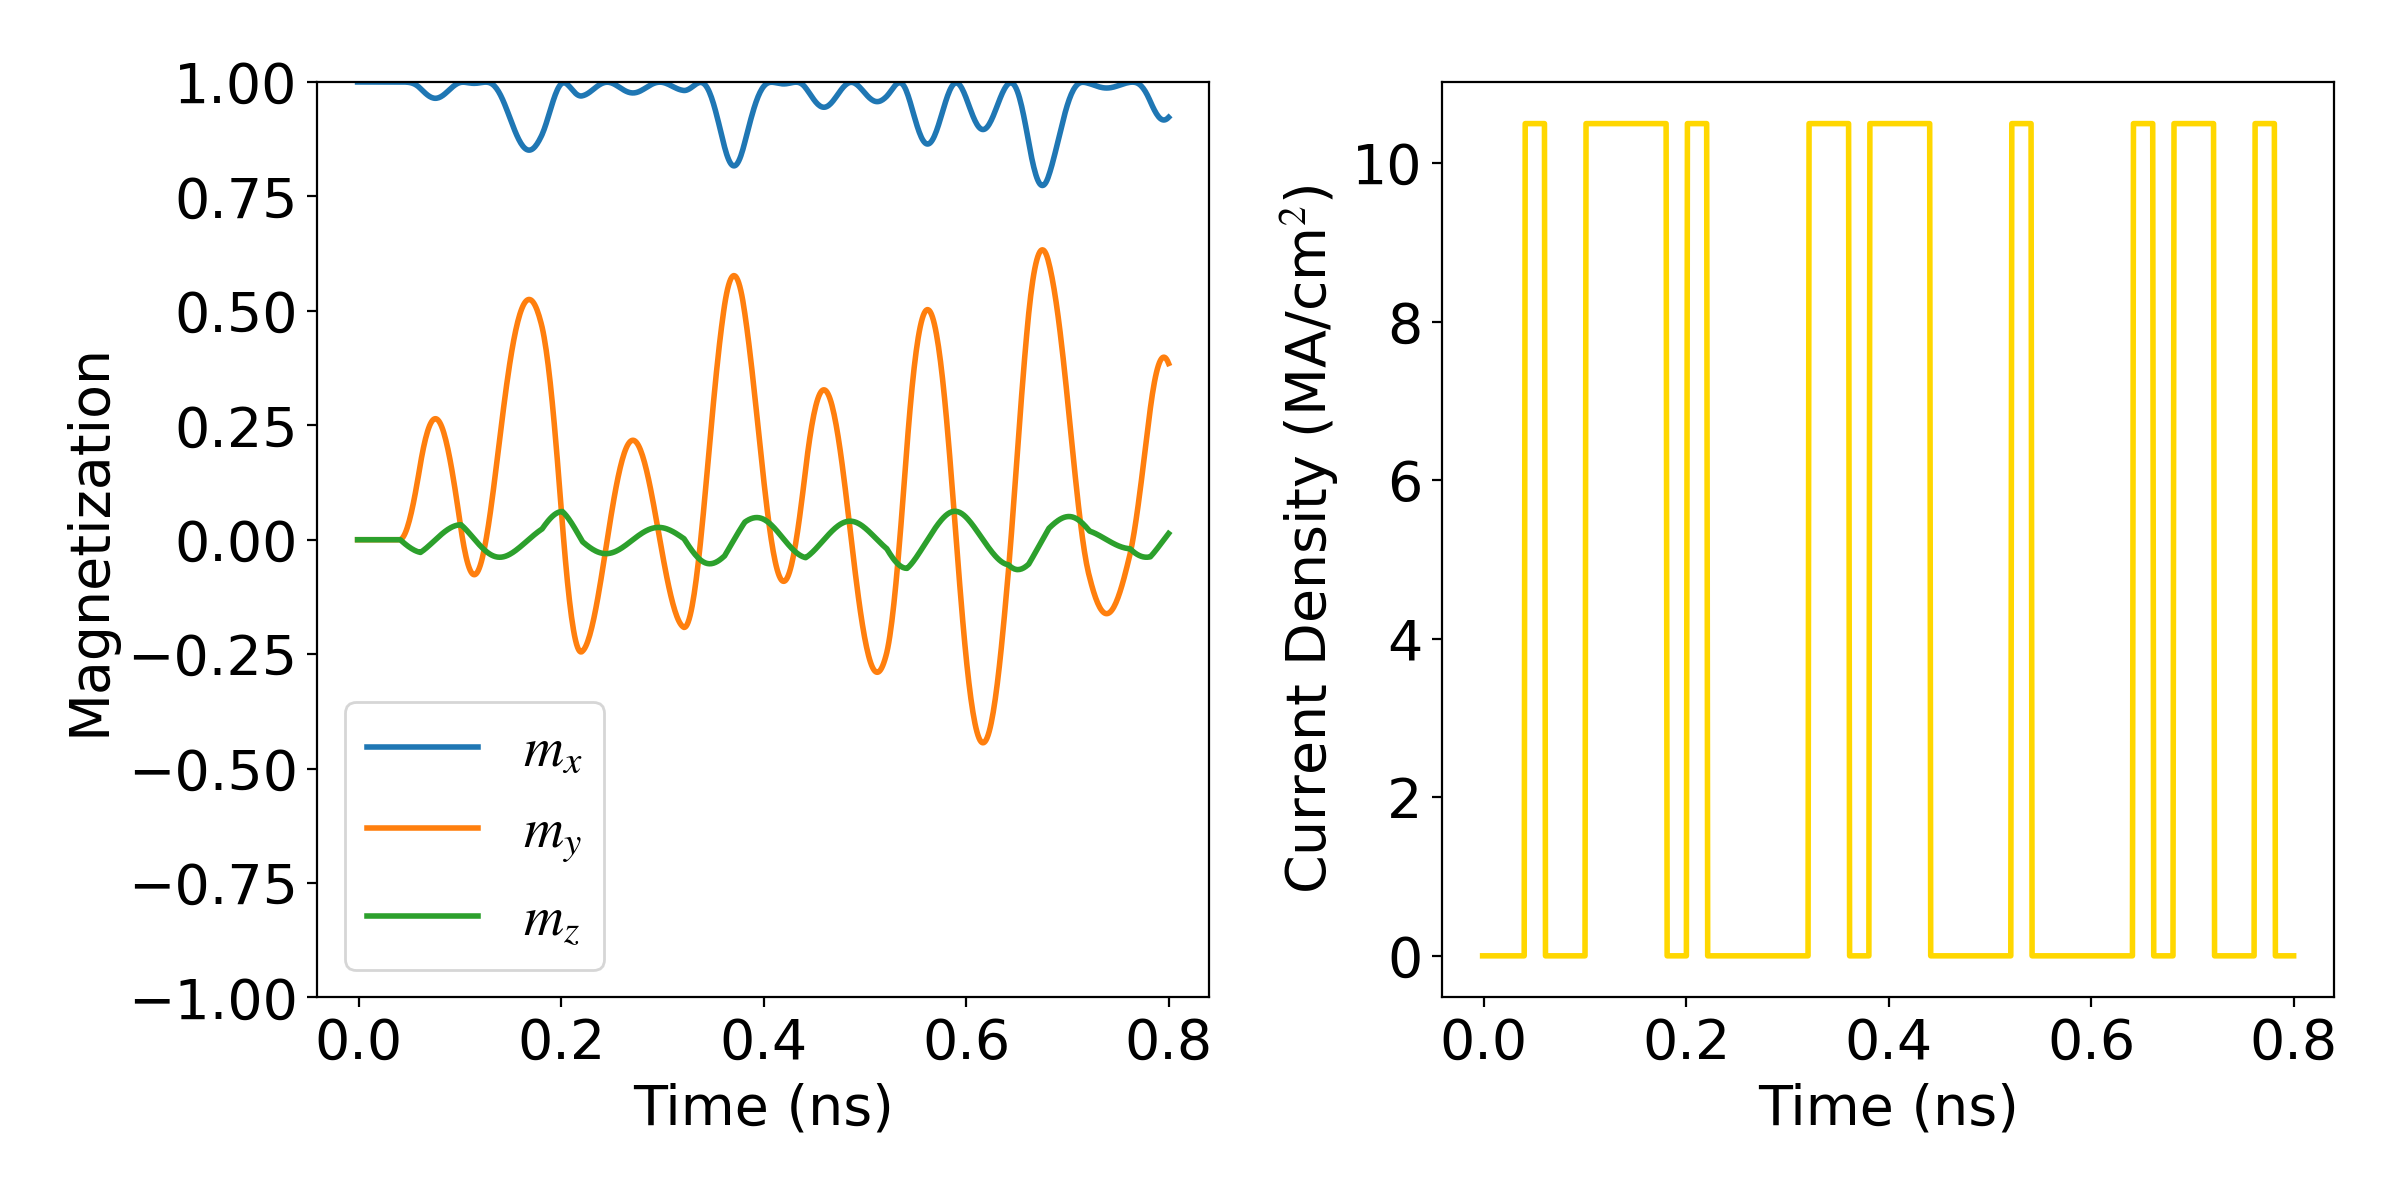 1.00
0.75
0.50
0.25
0.00
−0.25
−0.50
−0.75
−1.00
Magnetization
m_x
m_y
m_z
0.0 0.2 0.4 0.6 0.8
Time (ns)
10
8
6
4
2
0
Current Density (MA/cm²)
0.0 0.2 0.4 0.6 0.8
Time (ns)